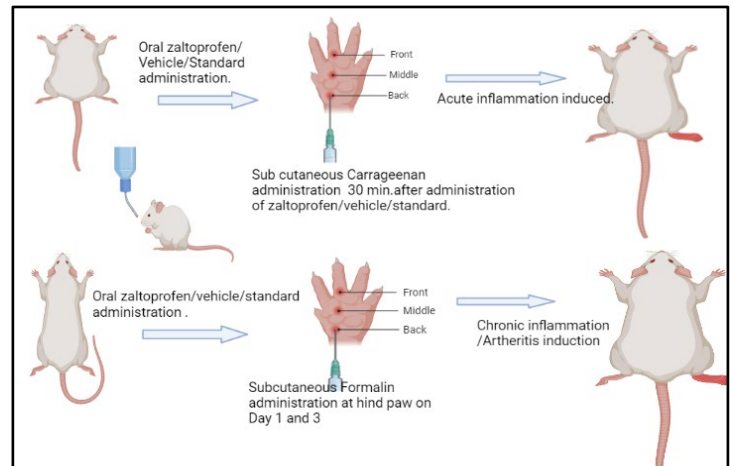 Oral zaltoprofen/
Vehicle/Standard
administration.
Front
Middle
Back
Acute inflammation induced.
Sub cutaneous Carrageenan
administration 30 min.after administration
of zaltoprofen/vehicle/standard.
Oral zaltoprofen/vehicle/standard
administration .
Front
Middle
Back
Chronic inflammation
/Artheritis induction
Subcutaneous Formalin
administration at hind paw on
Day 1 and 3